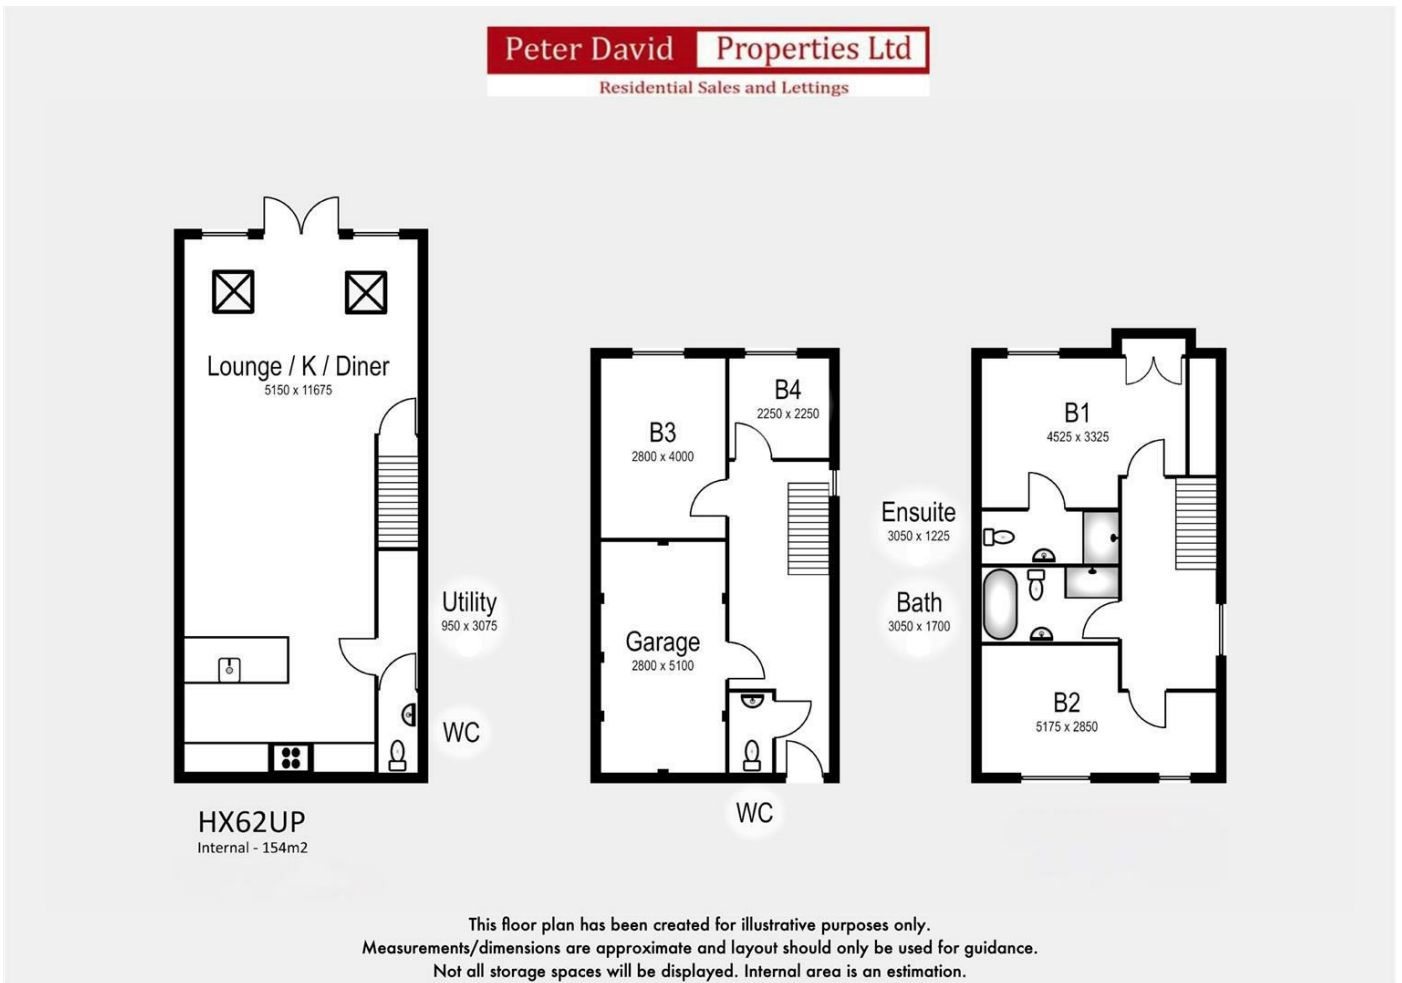 Peter David Properties Ltd
Residential Sales and Lettings
Lounge / K / Diner
5150 x 11675
Utility
950 x 3075
WC
HX62UP
Internal - 154m2
B3
2800 x 4000
B4
2250 x 2250
Garage
2800 x 5100
WC
B1
4525 x 3325
Ensuite
3050 x 1225
Bath
3050 x 1700
B2
5175 x 2850
This floor plan has been created for illustrative purposes only.
Measurements/dimensions are approximate and layout should only be used for guidance.
Not all storage spaces will be displayed. Internal area is an estimation.